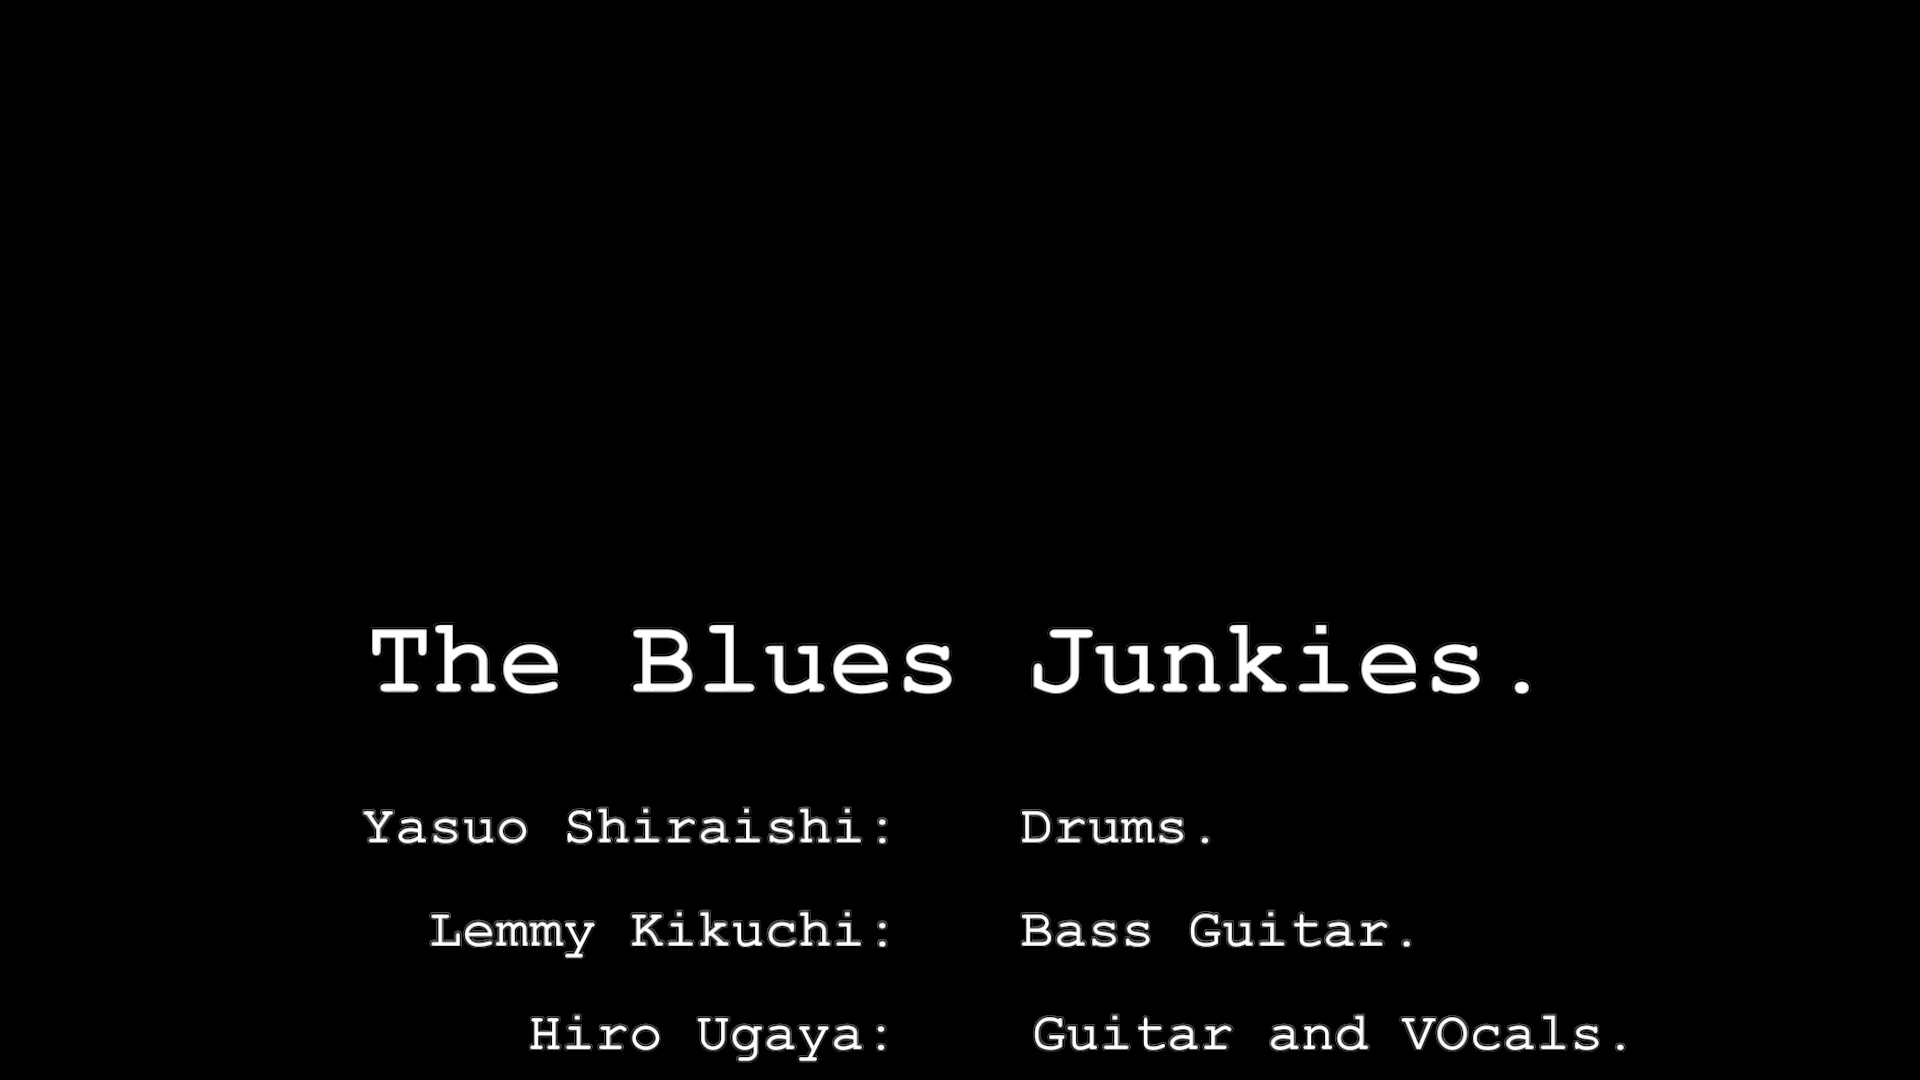 The Blues Junkies.
Yasuo Shiraishi: Drums.
Lemmy Kikuchi: Bass Guitar.
Hiro Ugaya: Guitar and VOcals.